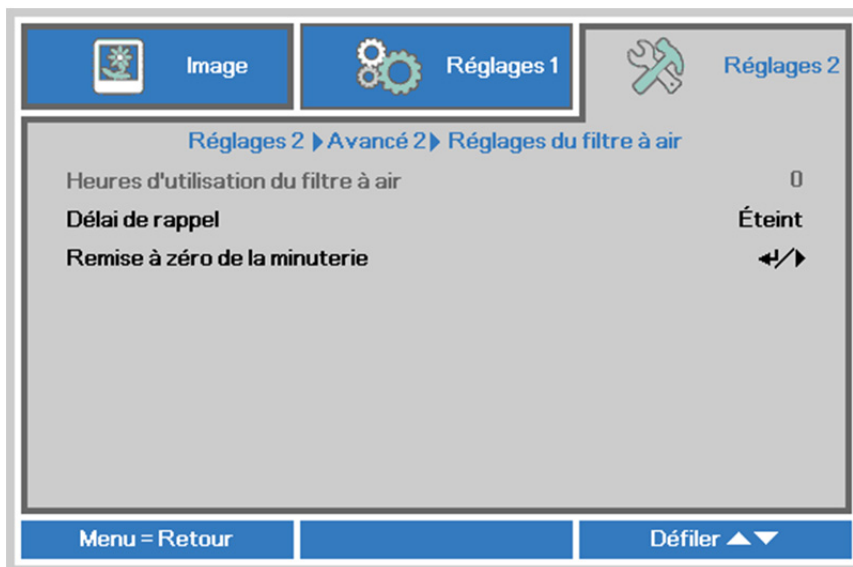 Image
Réglages 1
Réglages 2
Réglages 2 Avancé 2 Réglages du filtre à air
Heures d'utilisation du filtre à air 0
Délai de rappel Éteint
Remise à zéro de la minuterie
Menu = Retour
Défiler